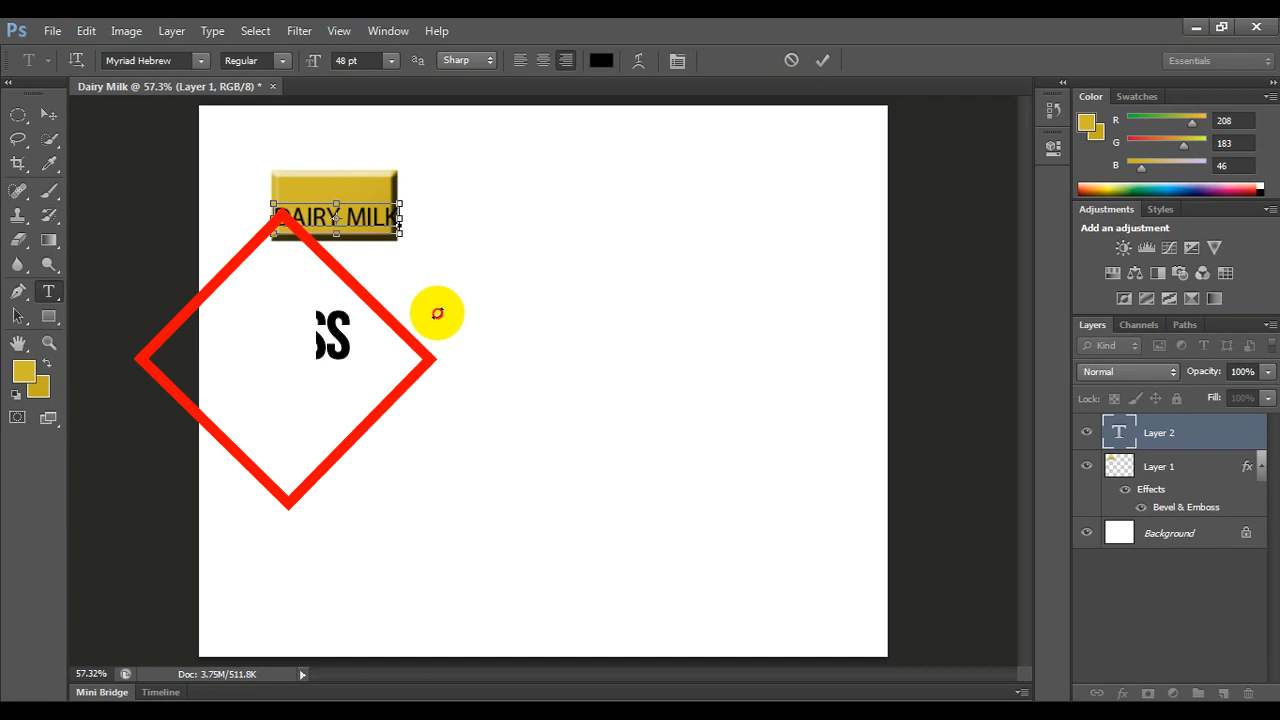 Ps File Edit Image Layer Type Select Filter View Window Help
T Myriad Hebrew Regular 48 pt Sharp Essentials
Dairy Milk @ 57.3% (Layer 1, RGB/8) *
Color Swatches
R 208
G 183
B 46
Adjustments Styles
Add an adjustment
DAIRY MILK
SS
Layers Channels Paths
Kind
Normal Opacity: 100%
Lock: Fill: 100%
T Layer 2
Layer 1 fx
Effects
Bevel & Emboss
Background
57.32% Doc: 3.75M/511.8K
Mini Bridge Timeline